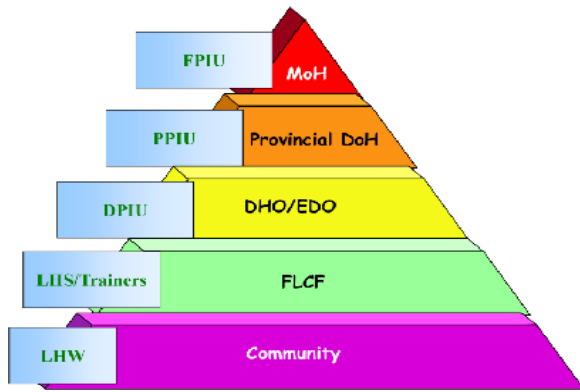 FPIU
MoH
PPIU
Provincial DoH
DPIU
DHO/EDO
LHS/Trainers
FLCF
LHW
Community